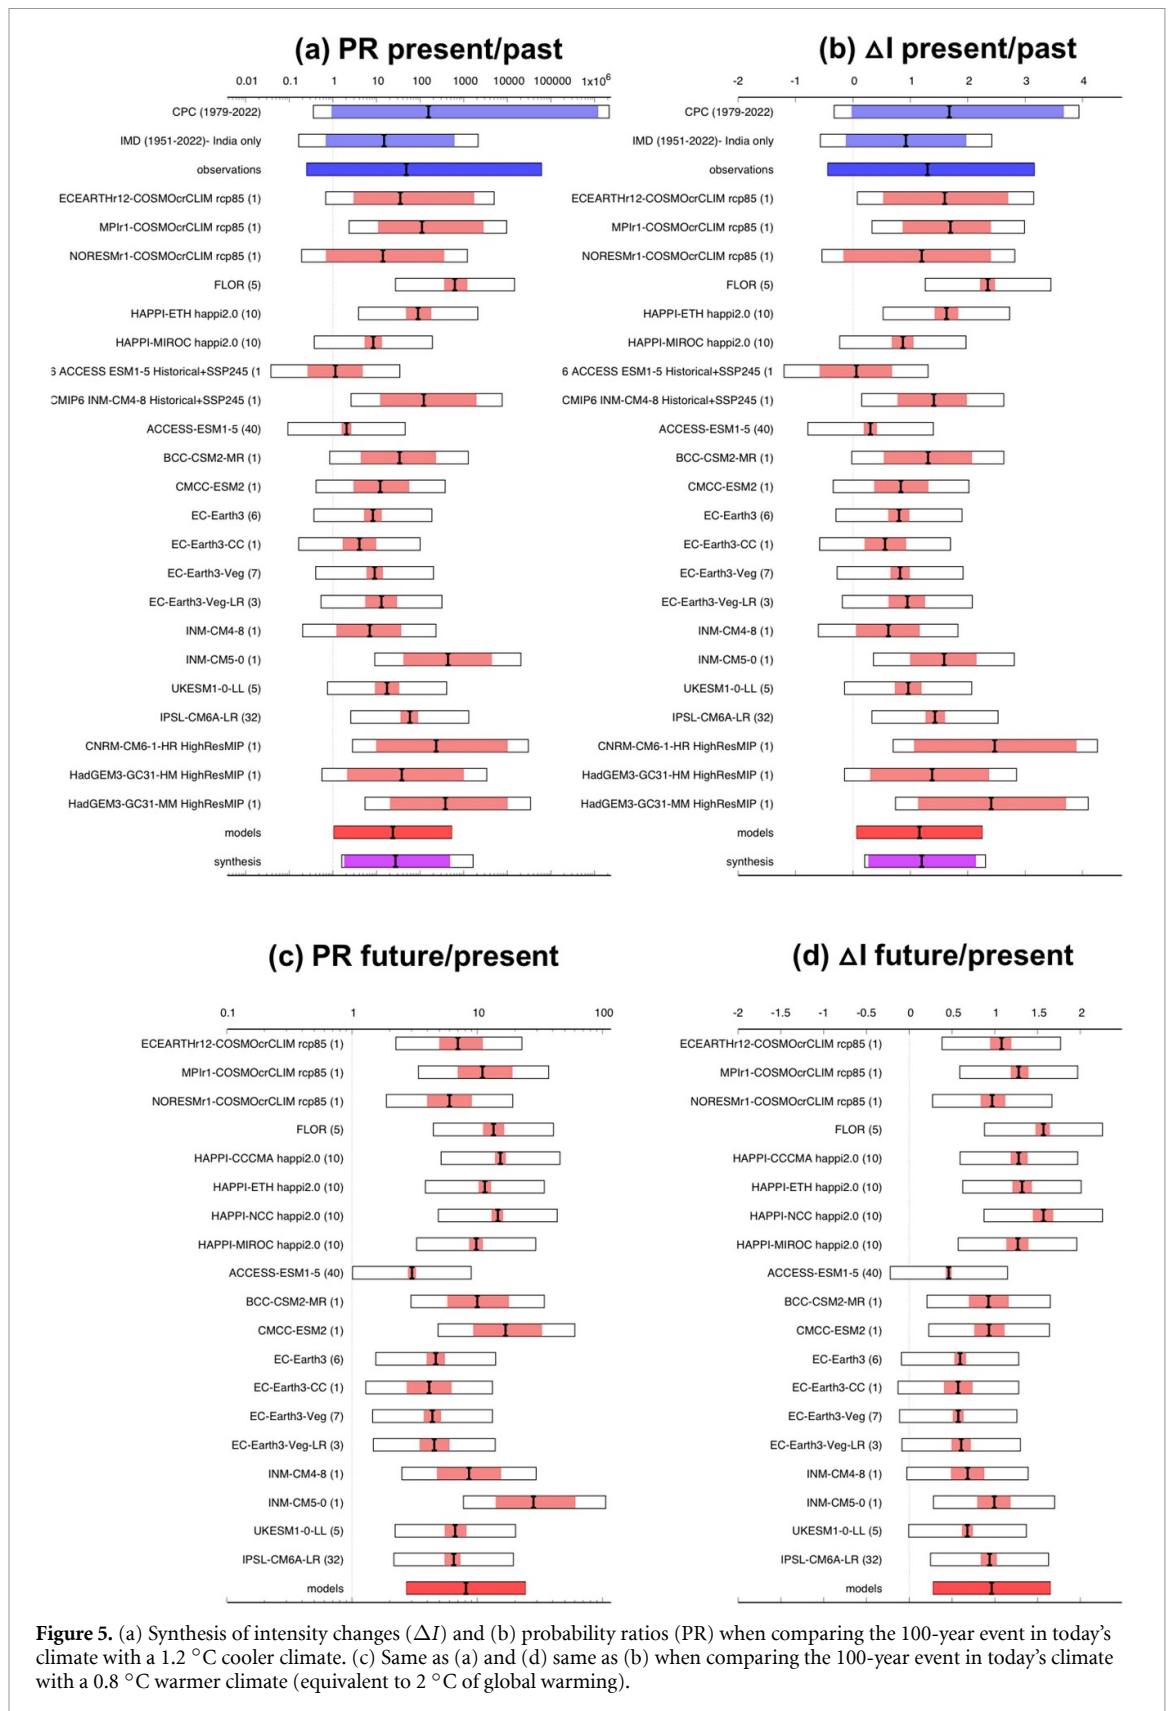 (a) PR present/past
0.01 0.1 1 10 100 1000 10000 100000 1x10⁶
CPC (1979-2022)
IMD (1951-2022)- India only
observations
ECEARTHr12-COSMOcrCLIM rcp85 (1)
MPIr1-COSMOcrCLIM rcp85 (1)
NORESMr1-COSMOcrCLIM rcp85 (1)
FLOR (5)
HAPPI-ETH happi2.0 (10)
HAPPI-MIROC happi2.0 (10)
6 ACCESS ESM1-5 Historical+SSP245 (1
CMIP6 INM-CM4-8 Historical+SSP245 (1)
ACCESS-ESM1-5 (40)
BCC-CSM2-MR (1)
CMCC-ESM2 (1)
EC-Earth3 (6)
EC-Earth3-CC (1)
EC-Earth3-Veg (7)
EC-Earth3-Veg-LR (3)
INM-CM4-8 (1)
INM-CM5-0 (1)
UKESM1-0-LL (5)
IPSL-CM6A-LR (32)
CNRM-CM6-1-HR HighResMIP (1)
HadGEM3-GC31-HM HighResMIP (1)
HadGEM3-GC31-MM HighResMIP (1)
models
synthesis
(b) △I present/past
-2 -1 0 1 2 3 4
CPC (1979-2022)
IMD (1951-2022)- India only
observations
ECEARTHr12-COSMOcrCLIM rcp85 (1)
MPIr1-COSMOcrCLIM rcp85 (1)
NORESMr1-COSMOcrCLIM rcp85 (1)
FLOR (5)
HAPPI-ETH happi2.0 (10)
HAPPI-MIROC happi2.0 (10)
6 ACCESS ESM1-5 Historical+SSP245 (1
CMIP6 INM-CM4-8 Historical+SSP245 (1)
ACCESS-ESM1-5 (40)
BCC-CSM2-MR (1)
CMCC-ESM2 (1)
EC-Earth3 (6)
EC-Earth3-CC (1)
EC-Earth3-Veg (7)
EC-Earth3-Veg-LR (3)
INM-CM4-8 (1)
INM-CM5-0 (1)
UKESM1-0-LL (5)
IPSL-CM6A-LR (32)
CNRM-CM6-1-HR HighResMIP (1)
HadGEM3-GC31-HM HighResMIP (1)
HadGEM3-GC31-MM HighResMIP (1)
models
synthesis
(c) PR future/present
0.1 1 10 100
ECEARTHr12-COSMOcrCLIM rcp85 (1)
MPIr1-COSMOcrCLIM rcp85 (1)
NORESMr1-COSMOcrCLIM rcp85 (1)
FLOR (5)
HAPPI-CCCMA happi2.0 (10)
HAPPI-ETH happi2.0 (10)
HAPPI-NCC happi2.0 (10)
HAPPI-MIROC happi2.0 (10)
ACCESS-ESM1-5 (40)
BCC-CSM2-MR (1)
CMCC-ESM2 (1)
EC-Earth3 (6)
EC-Earth3-CC (1)
EC-Earth3-Veg (7)
EC-Earth3-Veg-LR (3)
INM-CM4-8 (1)
INM-CM5-0 (1)
UKESM1-0-LL (5)
IPSL-CM6A-LR (32)
models
(d) △I future/present
-2 -1.5 -1 -0.5 0 0.5 1 1.5 2
ECEARTHr12-COSMOcrCLIM rcp85 (1)
MPIr1-COSMOcrCLIM rcp85 (1)
NORESMr1-COSMOcrCLIM rcp85 (1)
FLOR (5)
HAPPI-CCCMA happi2.0 (10)
HAPPI-ETH happi2.0 (10)
HAPPI-NCC happi2.0 (10)
HAPPI-MIROC happi2.0 (10)
ACCESS-ESM1-5 (40)
BCC-CSM2-MR (1)
CMCC-ESM2 (1)
EC-Earth3 (6)
EC-Earth3-CC (1)
EC-Earth3-Veg (7)
EC-Earth3-Veg-LR (3)
INM-CM4-8 (1)
INM-CM5-0 (1)
UKESM1-0-LL (5)
IPSL-CM6A-LR (32)
models
Figure 5. (a) Synthesis of intensity changes (ΔI) and (b) probability ratios (PR) when comparing the 100-year event in today's
climate with a 1.2 °C cooler climate. (c) Same as (a) and (d) same as (b) when comparing the 100-year event in today's climate
with a 0.8 °C warmer climate (equivalent to 2 °C of global warming).